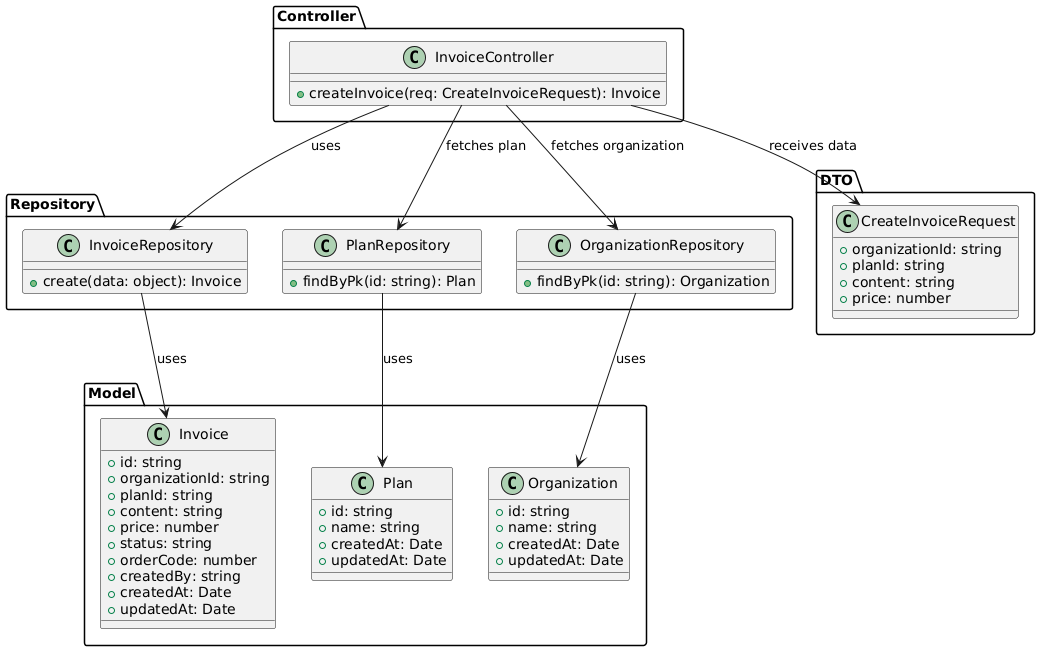 Controller
C InvoiceController
createInvoice(req: CreateInvoiceRequest): Invoice
uses
fetches plan
fetches organization
receives data
Repository
C InvoiceRepository
create(data: object): Invoice
C PlanRepository
findByPk(id: string): Plan
C OrganizationRepository
findByPk(id: string): Organization
DTO
C CreateInvoiceRequest
organizationId: string
planId: string
content: string
price: number
uses
uses
uses
Model
C Invoice
id: string
organizationId: string
planId: string
content: string
price: number
status: string
orderCode: number
createdBy: string
createdAt: Date
updatedAt: Date
C Plan
id: string
name: string
createdAt: Date
updatedAt: Date
C Organization
id: string
name: string
createdAt: Date
updatedAt: Date